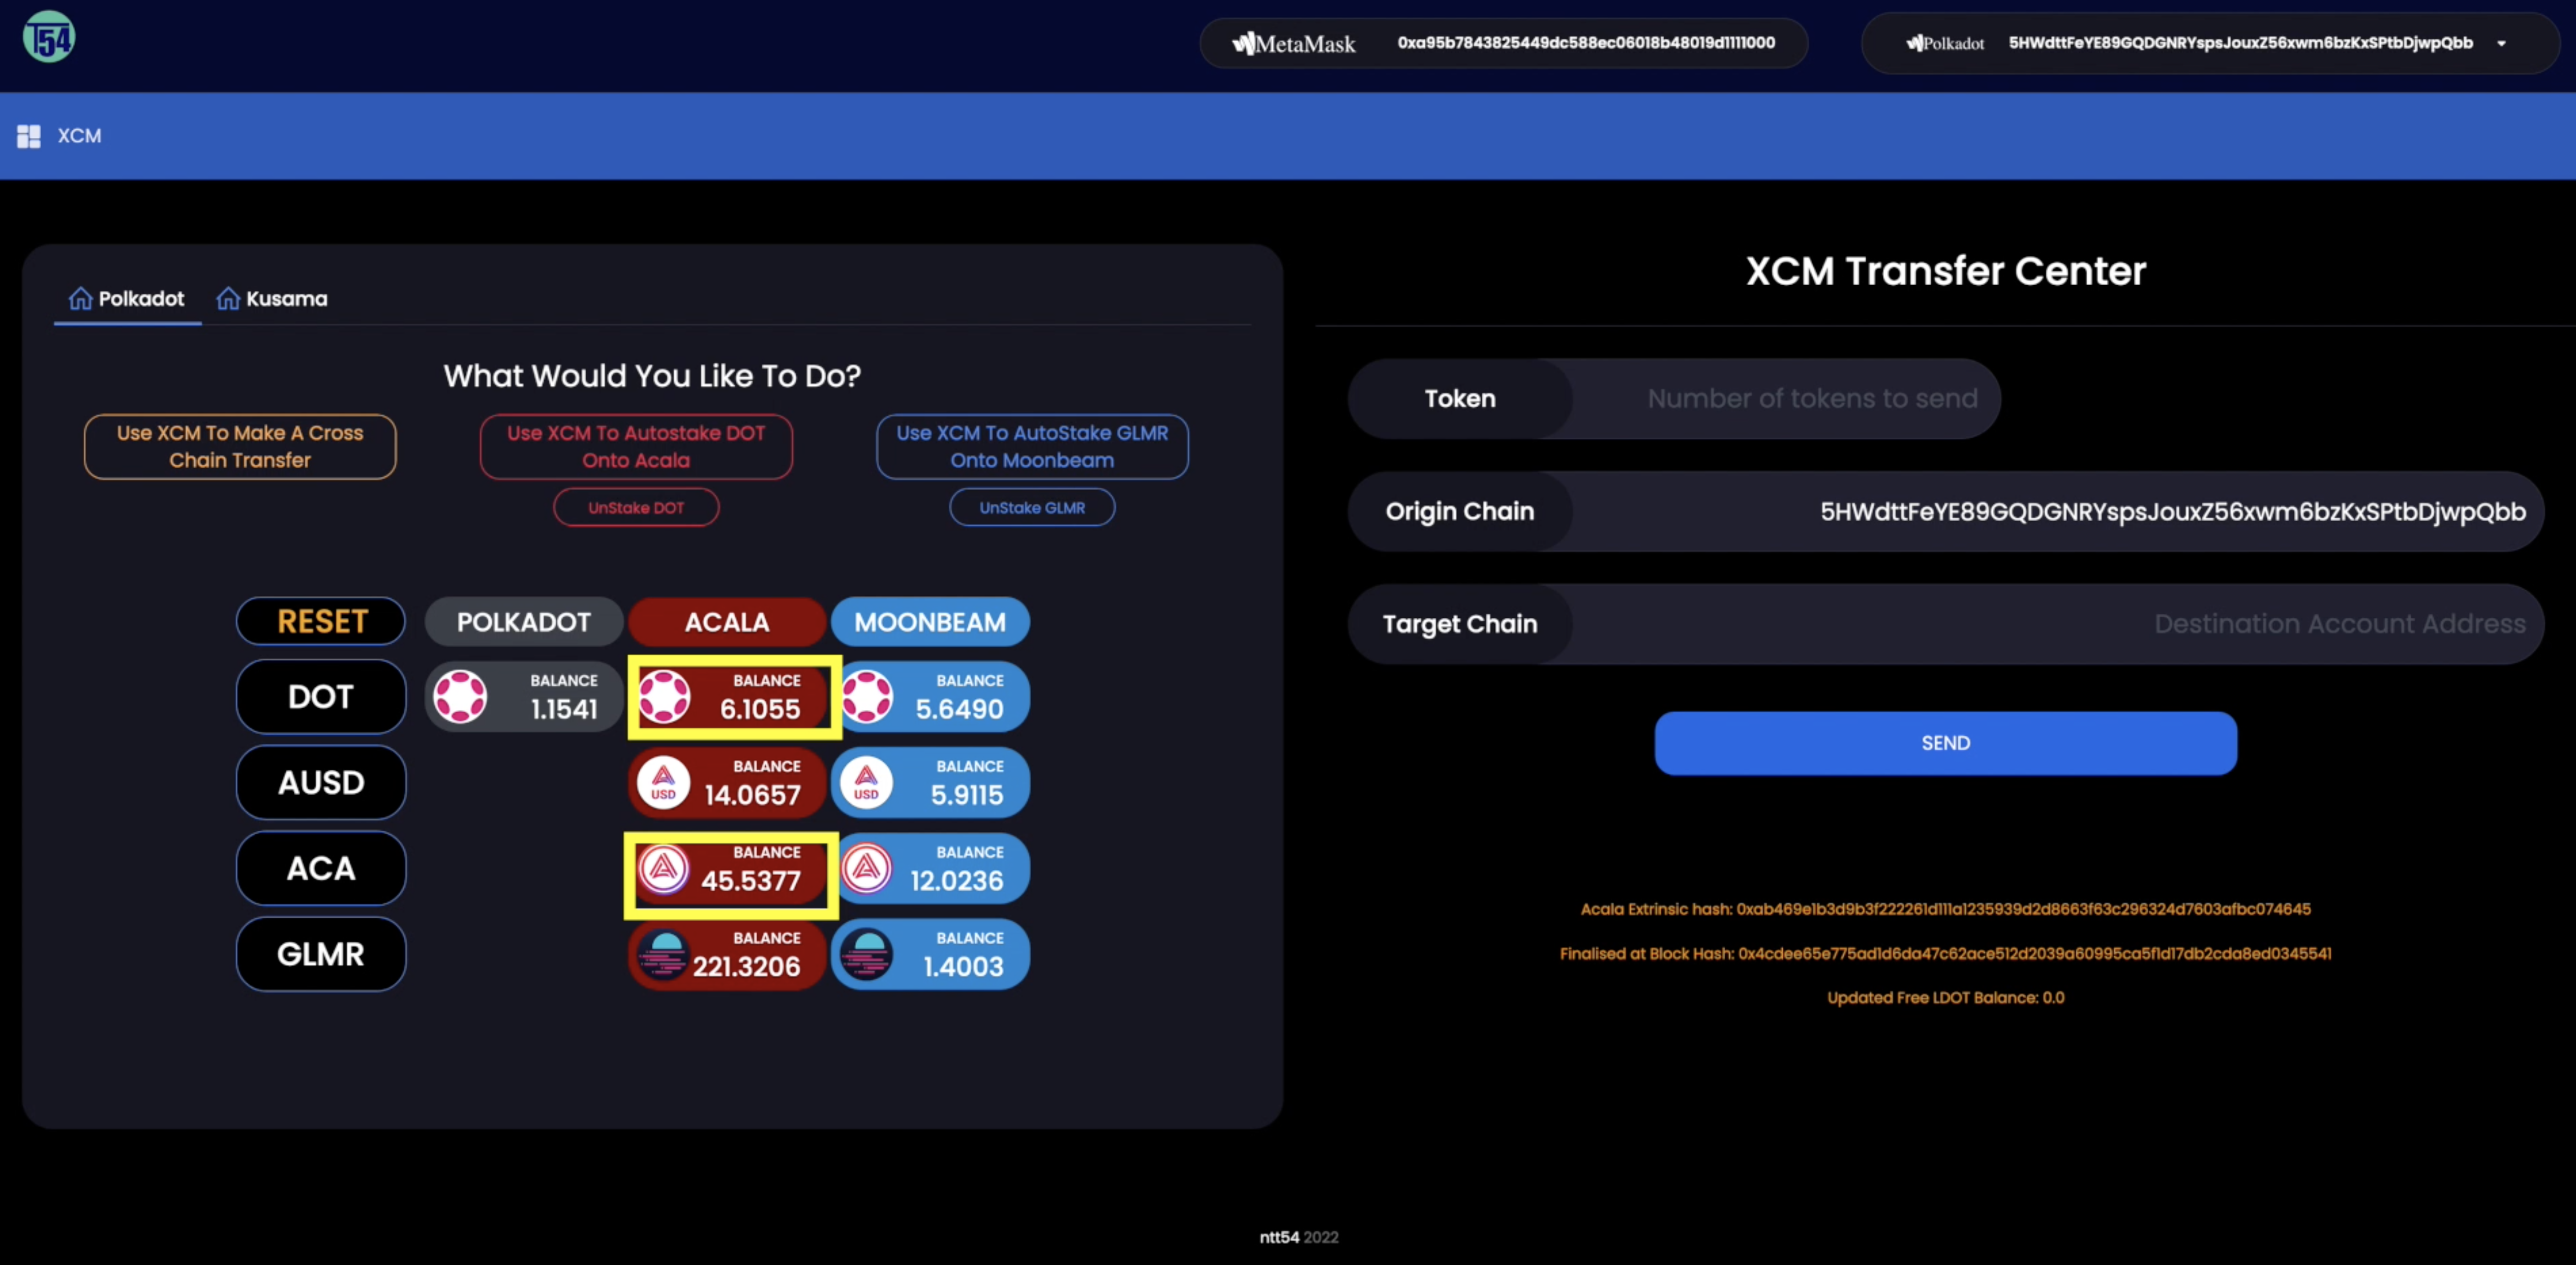 T54
MetaMask 0xa95b7843825449dc588ec06018b48019d1111000
Polkadot 5HWdttFeYE89GQDGNRYspsJouxZ56xwm6bzKxSPtbDjwpQbb
XCM
Polkadot Kusama
What Would You Like To Do?
Use XCM To Make A Cross
Chain Transfer
Use XCM To Autostake DOT
Onto Acala
UnStake DOT
Use XCM To AutoStake GLMR
Onto Moonbeam
UnStake GLMR
RESET POLKADOT ACALA MOONBEAM
DOT
BALANCE
1.1541
BALANCE
6.1055
BALANCE
5.6490
AUSD
USD
BALANCE
14.0657
USD
BALANCE
5.9115
ACA
BALANCE
45.5377
BALANCE
12.0236
GLMR
BALANCE
221.3206
BALANCE
1.4003
XCM Transfer Center
Token Number of tokens to send
Origin Chain 5HWdttFeYE89GQDGNRYspsJouxZ56xwm6bzKxSPtbDjwpQbb
Target Chain Destination Account Address
SEND
Acala Extrinsic hash: 0xab469e1b3d9b3f222261d111a1235939d2d8663f63c296324d7603afbc074645
Finalised at Block Hash: 0x4cdee65e775ad1d6da47c62ace512d2039a60995ca5f1d17db2cda8ed0345541
Updated Free LDOT Balance: 0.0
ntt54 2022